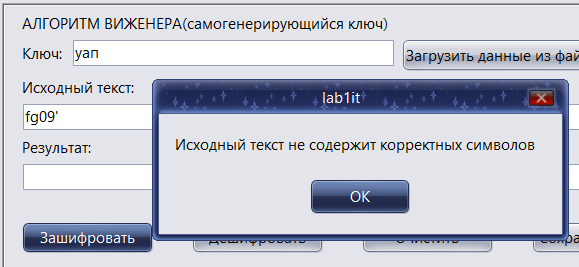 АЛГОРИТМ ВИЖЕНЕРА(самогенерирующийся ключ)
Ключ: уап Загрузить данные из фай
Исходный текст:
lab1it
fg09'
Исходный текст не содержит корректных символов
Результат:
OK
Зашифровать Дешифровать Очистить Сохра